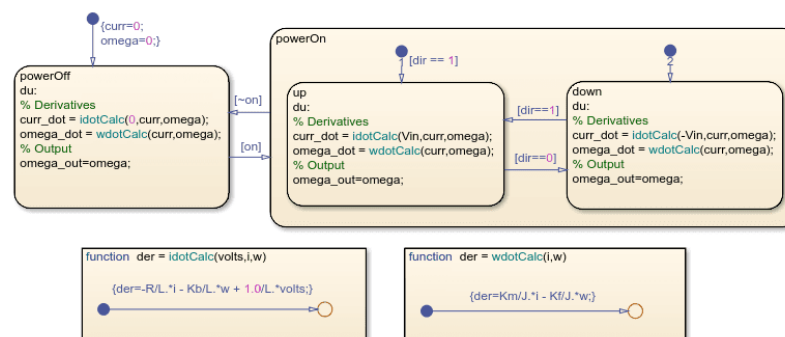 {curr=0;
omega=0;}
powerOff
du:
% Derivatives
curr_dot = idotCalc(0,curr,omega);
omega_dot = wdotCalc(curr,omega);
% Output
omega_out=omega;
[~on]
[on]
powerOn
1
[dir == 1]
2
up
du:
% Derivatives
curr_dot = idotCalc(Vin,curr,omega);
omega_dot = wdotCalc(curr,omega);
% Output
omega_out=omega;
[dir==1]
[dir==0]
down
du:
% Derivatives
curr_dot = idotCalc(-Vin,curr,omega);
omega_dot = wdotCalc(curr,omega);
% Output
omega_out=omega;
function der = idotCalc(volts,i,w)
{der=-R/L.*i - Kb/L.*w + 1.0/L.*volts;}
function der = wdotCalc(i,w)
{der=Km/J.*i - Kf/J.*w;}